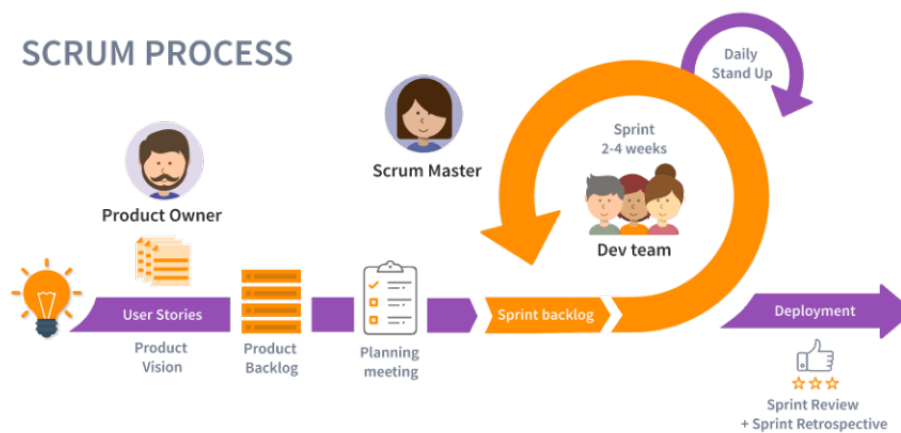 SCRUM PROCESS
Daily
Stand Up
Sprint
2-4 weeks
Scrum Master
Product Owner
Dev team
User Stories
Sprint backlog
Deployment
Product
Vision
Product
Backlog
Planning
meeting
Sprint Review
+ Sprint Retrospective